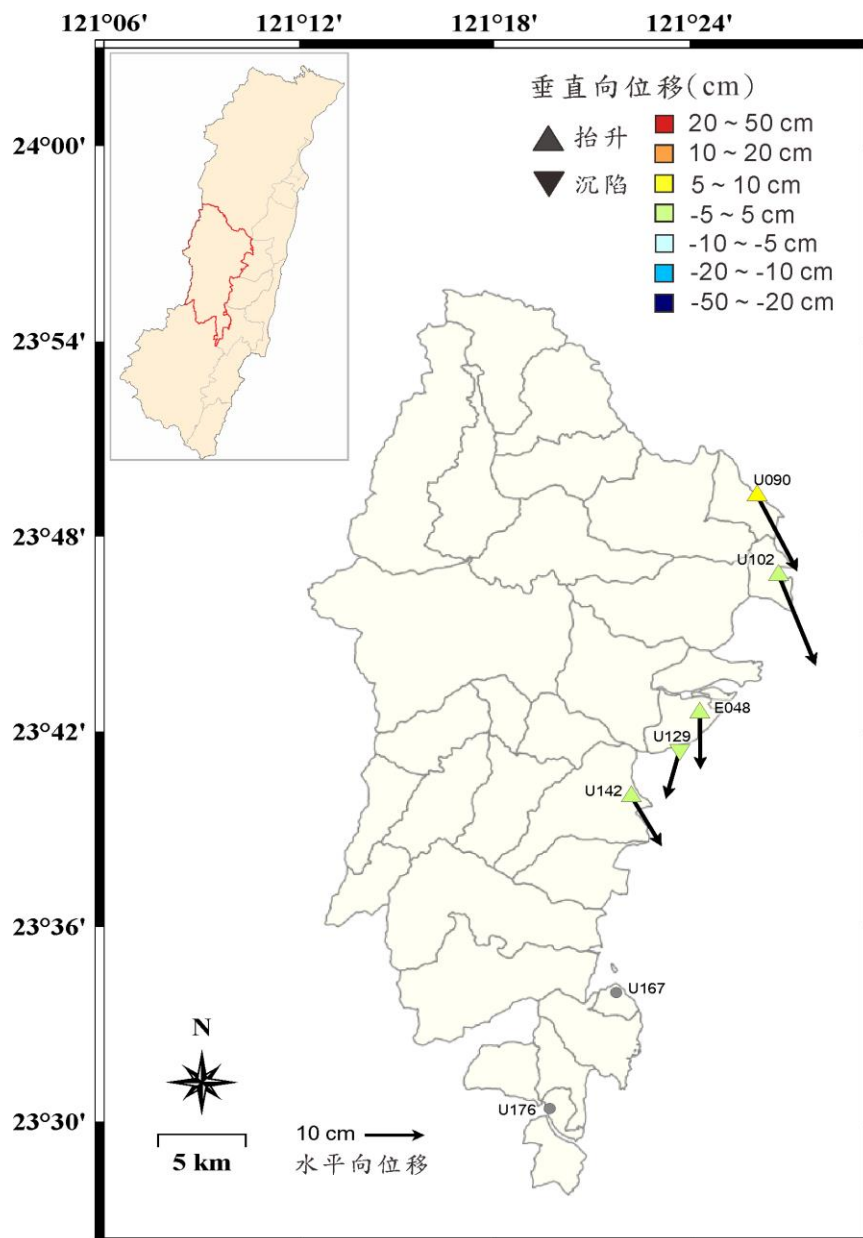 121°06' 121°12' 121°18' 121°24'
垂直向位移(cm)
抬升
沉陷
20 ~ 50 cm
10 ~ 20 cm
5 ~ 10 cm
-5 ~ 5 cm
-10 ~ -5 cm
-20 ~ -10 cm
-50 ~ -20 cm
24°00'
23°54'
23°48'
23°42'
23°36'
23°30'
U090
U102
E048
U129
U142
U167
U176
N
5 km
10 cm
水平向位移